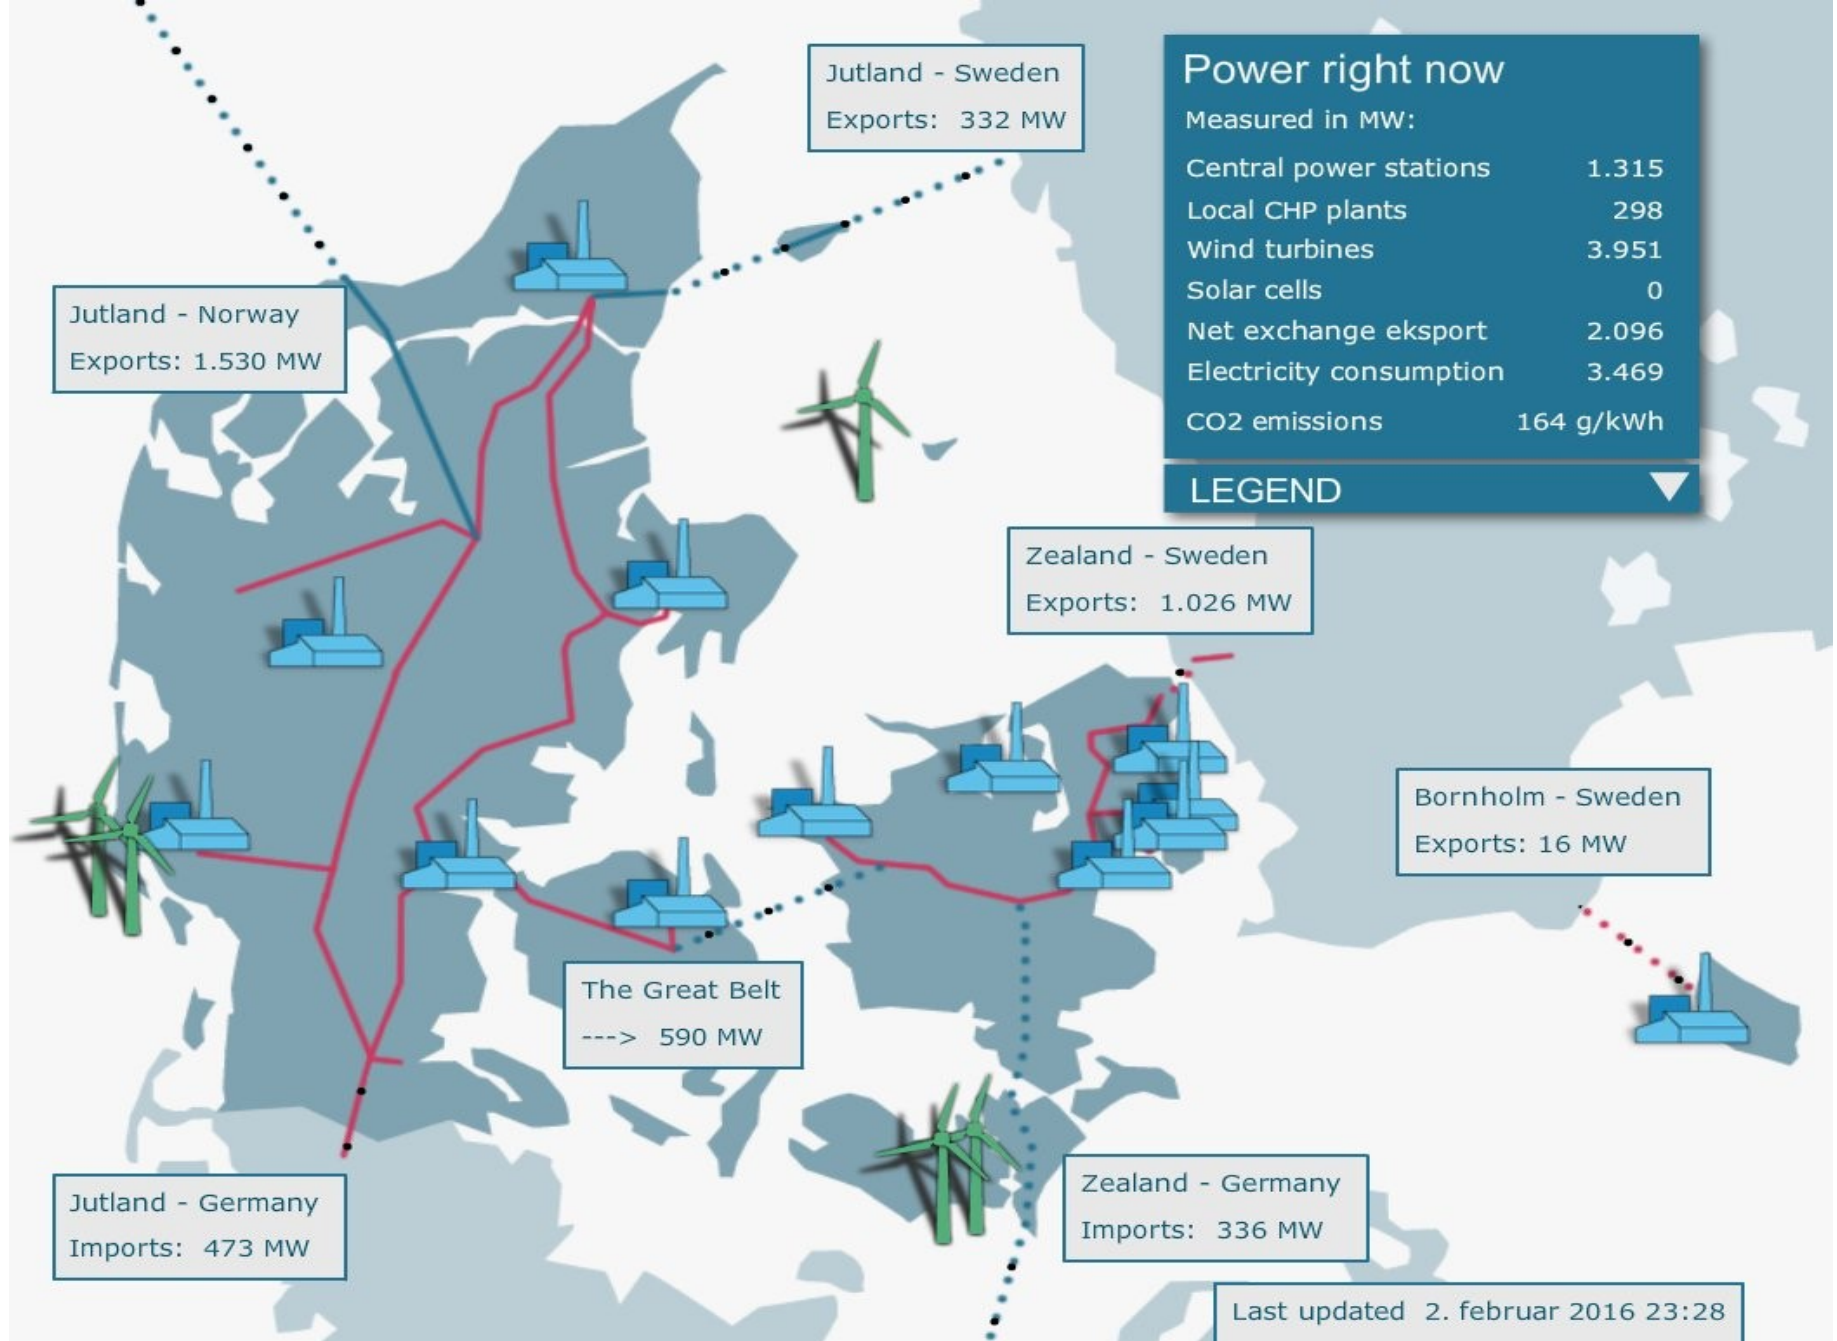 Jutland - Sweden
Exports: 332 MW
Power right now
Measured in MW:
Central power stations 1.315
Local CHP plants 298
Wind turbines 3.951
Solar cells 0
Net exchange eksport 2.096
Electricity consumption 3.469
CO2 emissions 164 g/kWh
LEGEND
Jutland - Norway
Exports: 1.530 MW
Zealand - Sweden
Exports: 1.026 MW
Bornholm - Sweden
Exports: 16 MW
The Great Belt
---> 590 MW
Jutland - Germany
Imports: 473 MW
Zealand - Germany
Imports: 336 MW
Last updated 2. februar 2016 23:28